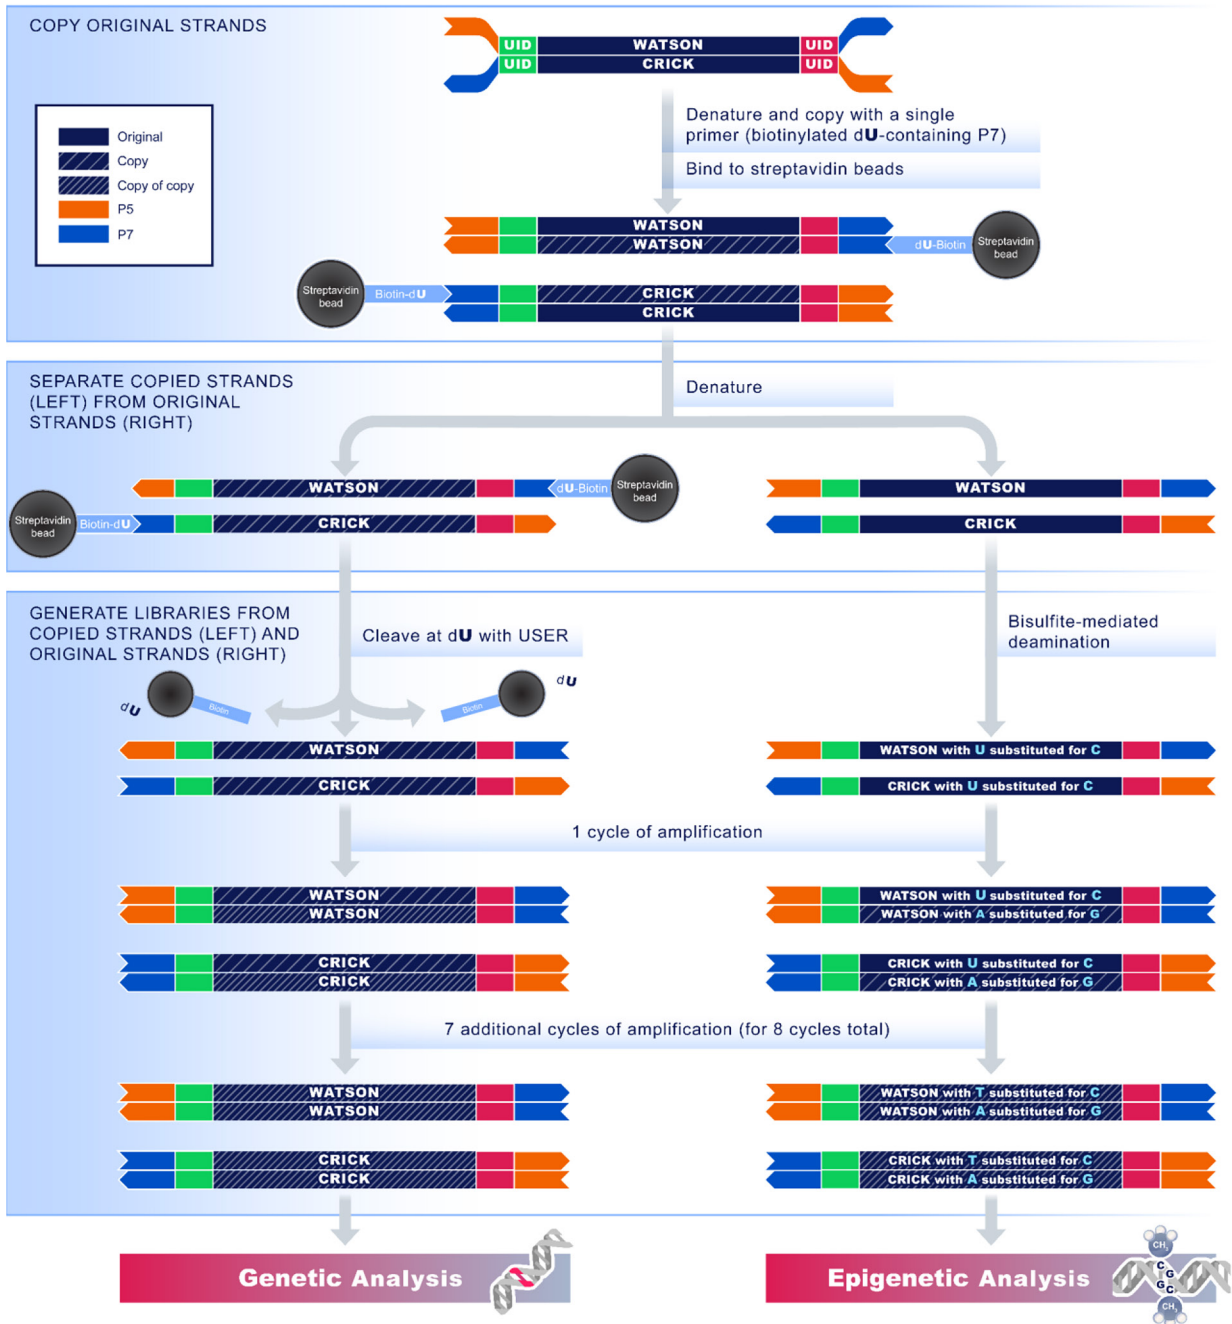 COPY ORIGINAL STRANDS
UID WATSON UID
UID CRICK UID
Original
Copy
Copy of copy
P5
P7
Denature and copy with a single
primer (biotinylated dU-containing P7)
Bind to streptavidin beads
WATSON
WATSON
dU-Biotin
Streptavidin
bead
Streptavidin
bead
Biotin-dU
CRICK
CRICK
SEPARATE COPIED STRANDS
(LEFT) FROM ORIGINAL
STRANDS (RIGHT)
Denature
WATSON
dU-Biotin
Streptavidin
bead
Streptavidin
bead
Biotin-dU
CRICK
WATSON
CRICK
GENERATE LIBRARIES FROM
COPIED STRANDS (LEFT) AND
ORIGINAL STRANDS (RIGHT)
Cleave at dU with USER
Bisulfite-mediated
deamination
dU
Biotin
Biotin
dU
WATSON
CRICK
WATSON with U substituted for C
CRICK with U substituted for C
1 cycle of amplification
WATSON
WATSON
CRICK
CRICK
WATSON with U substituted for C
WATSON with A substituted for G
CRICK with U substituted for C
CRICK with A substituted for G
7 additional cycles of amplification (for 8 cycles total)
WATSON
WATSON
CRICK
CRICK
WATSON with T substituted for C
WATSON with A substituted for G
CRICK with T substituted for C
CRICK with A substituted for G
Genetic Analysis
Epigenetic Analysis
CH3
C G
G C
CH3